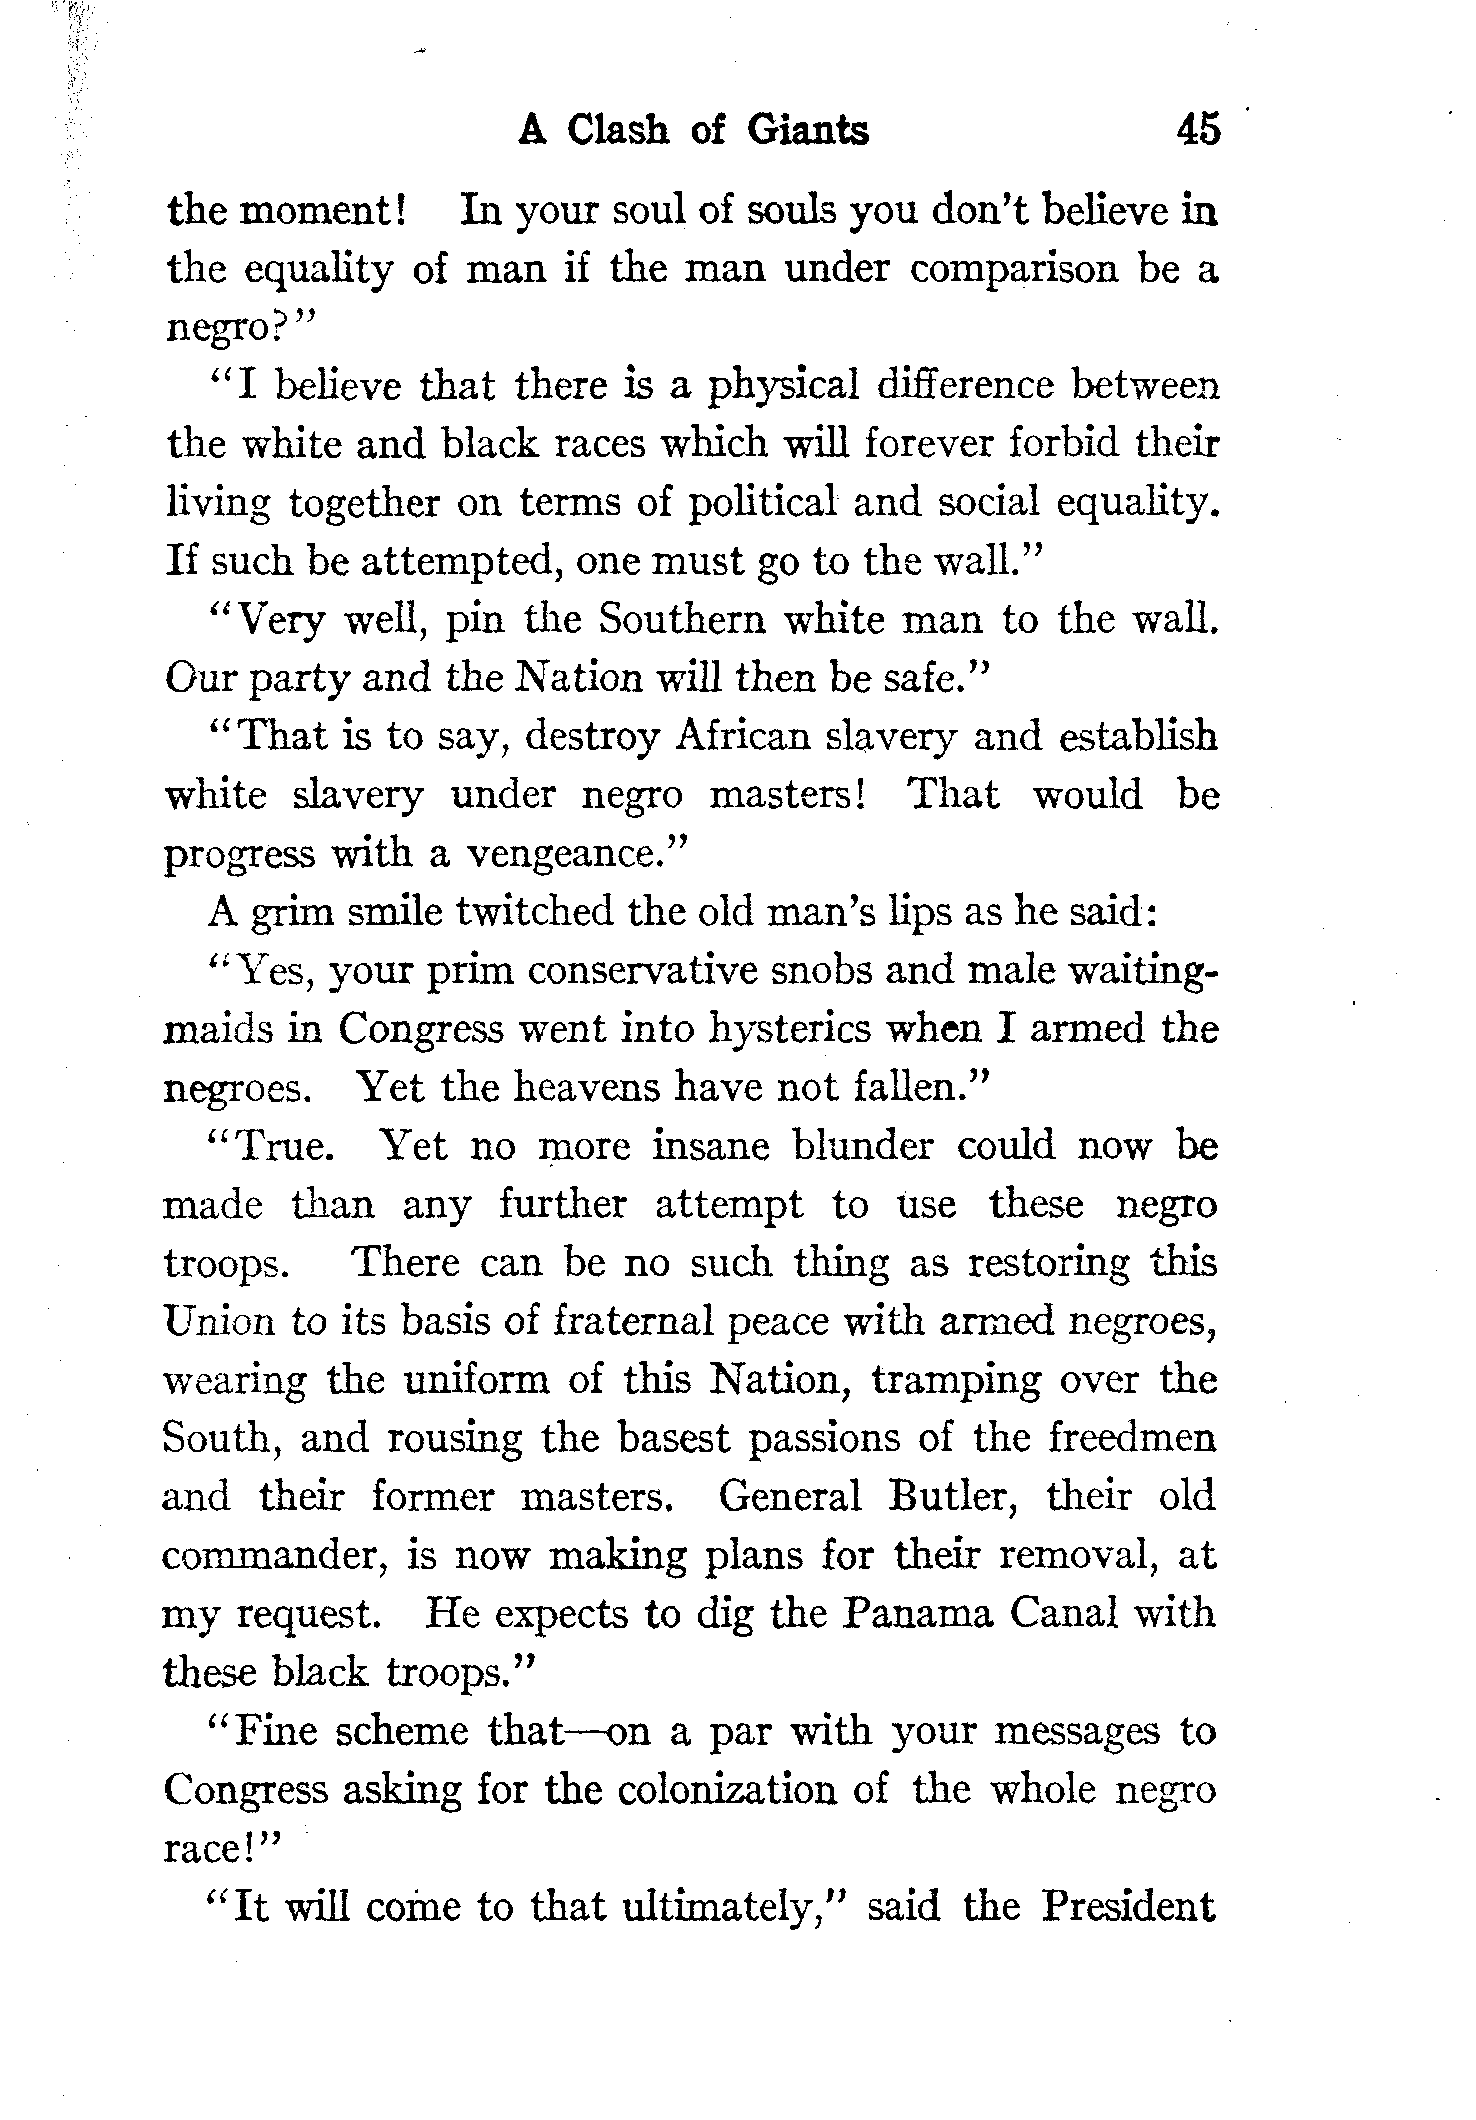 A Clash of Giants 45
the moment! In your soul of souls you don't believe in
the equality of man if the man under comparison be a
negro?"
"I believe that there is a physical difference between
the white and black races which will forever forbid their
living together on terms of political and social equality.
If such be attempted, one must go to the wall."
"Very well, pin the Southern white man to the wall.
Our party and the Nation will then be safe."
"That is to say, destroy African slavery and establish
white slavery under negro masters! That would be
progress with a vengeance."
A grim smile twitched the old man's lips as he said:
"Yes, your prim conservative snobs and male waiting-
maids in Congress went into hysterics when I armed the
negroes. Yet the heavens have not fallen."
"True. Yet no more insane blunder could now be
made than any further attempt to use these negro
troops. There can be no such thing as restoring this
Union to its basis of fraternal peace with armed negroes,
wearing the uniform of this Nation, tramping over the
South, and rousing the basest passions of the freedmen
and their former masters. General Butler, their old
commander, is now making plans for their removal, at
my request. He expects to dig the Panama Canal with
these black troops."
"Fine scheme that—on a par with your messages to
Congress asking for the colonization of the whole negro
race!"
"It will come to that ultimately," said the President